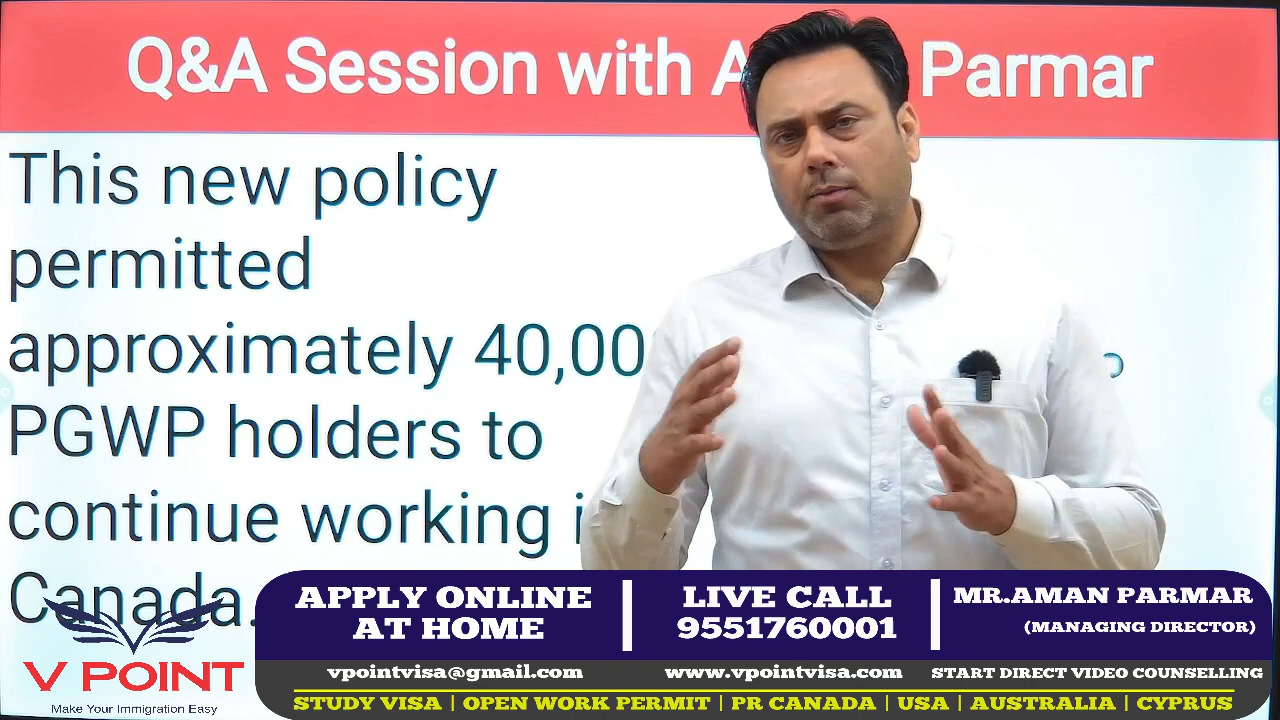 Q&A Session with A Parmar
This new policy
permitted
approximately 40,00
PGWP holders to
continue working i
Canada.
V POINT
Make Your Immigration Easy
APPLY ONLINE
AT HOME
LIVE CALL
9551760001
MR.AMAN PARMAR
(MANAGING DIRECTOR)
vpointvisa@gmail.com
www.vpointvisa.com
START DIRECT VIDEO COUNSELLING
STUDY VISA | OPEN WORK PERMIT | PR CANADA | USA | AUSTRALIA | CYPRUS